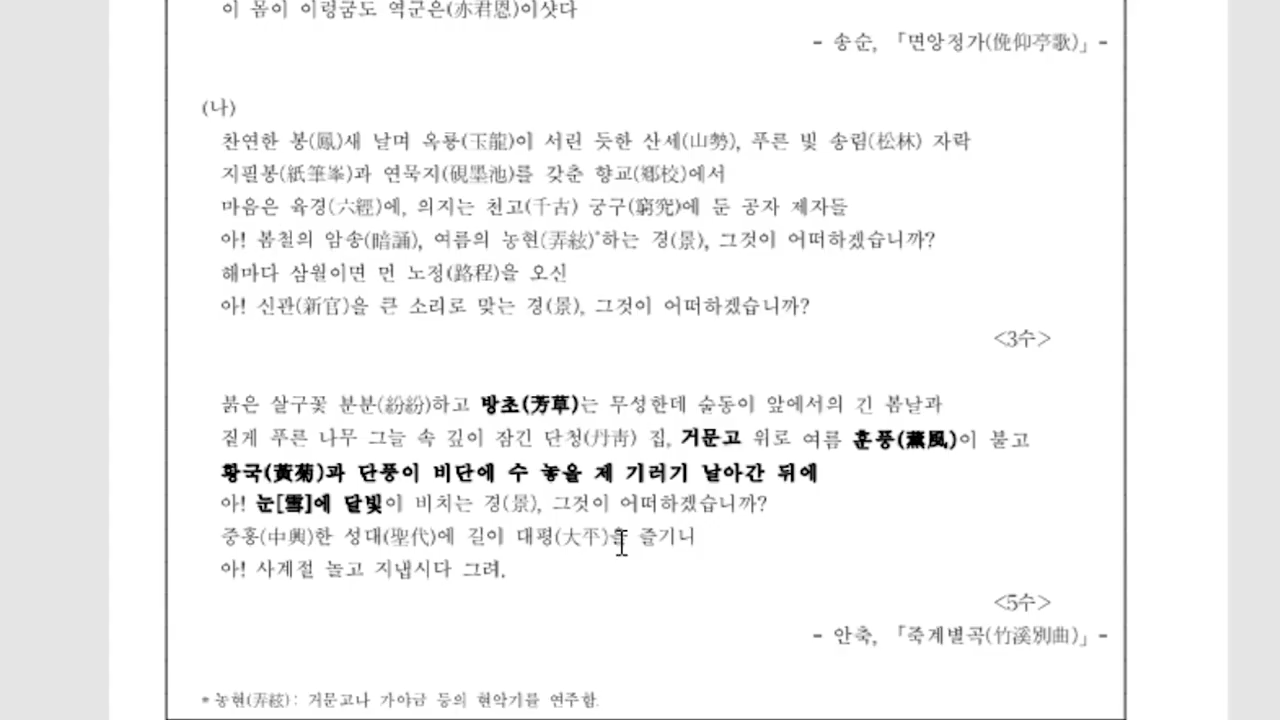 이 몸이 이렁굼도 역군은(亦君恩)이샷다
- 송순, 「면앙정가(俛仰亭歌)」-
(나)
찬연한 봉(鳳)새 날며 옥룡(玉龍)이 서린 듯한 산세(山勢), 푸른 빛 송림(松林) 자락
지필봉(紙筆峯)과 연묵지(硯墨池)를 갖춘 향교(鄕校)에서
마음은 육경(六經)에, 의지는 천고(千古) 궁구(窮究)에 둔 공자 제자들
아! 봄철의 암송(暗誦), 여름의 농현(弄絃)*하는 경(景), 그것이 어떠하겠습니까?
해마다 삼월이면 먼 노정(路程)을 오신
아! 신관(新官)을 큰 소리로 맞는 경(景), 그것이 어떠하겠습니까?
<3수>
붉은 살구꽃 분분(紛紛)하고 방초(芳草)는 무성한데 술동이 앞에서의 긴 봄날과
짙게 푸른 나무 그늘 속 깊이 잠긴 단청(丹靑) 집, 거문고 위로 여름 훈풍(薰風)이 불고
황국(黃菊)과 단풍이 비단에 수 놓을 제 기러기 날아간 뒤에
아! 눈[雪]에 달빛이 비치는 경(景), 그것이 어떠하겠습니까?
중흥(中興)한 성대(聖代)에 길이 대평(大平)을 즐기니
아! 사계절 놀고 지냅시다 그려.
<5수>
- 안축, 「죽계별곡(竹溪別曲)」-
* 농현(弄絃): 거문고나 가야금 등의 현악기를 연주함.